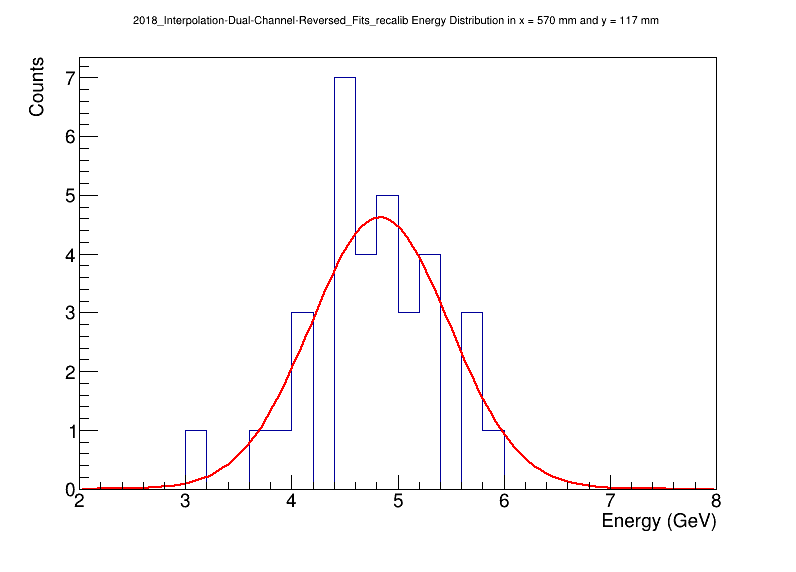 2018_Interpolation-Dual-Channel-Reversed_Fits_recalib Energy Distribution in x = 570 mm and y = 117 mm
Counts
7
6
5
4
3
2
1
0
2 3 4 5 6 7 8
Energy (GeV)